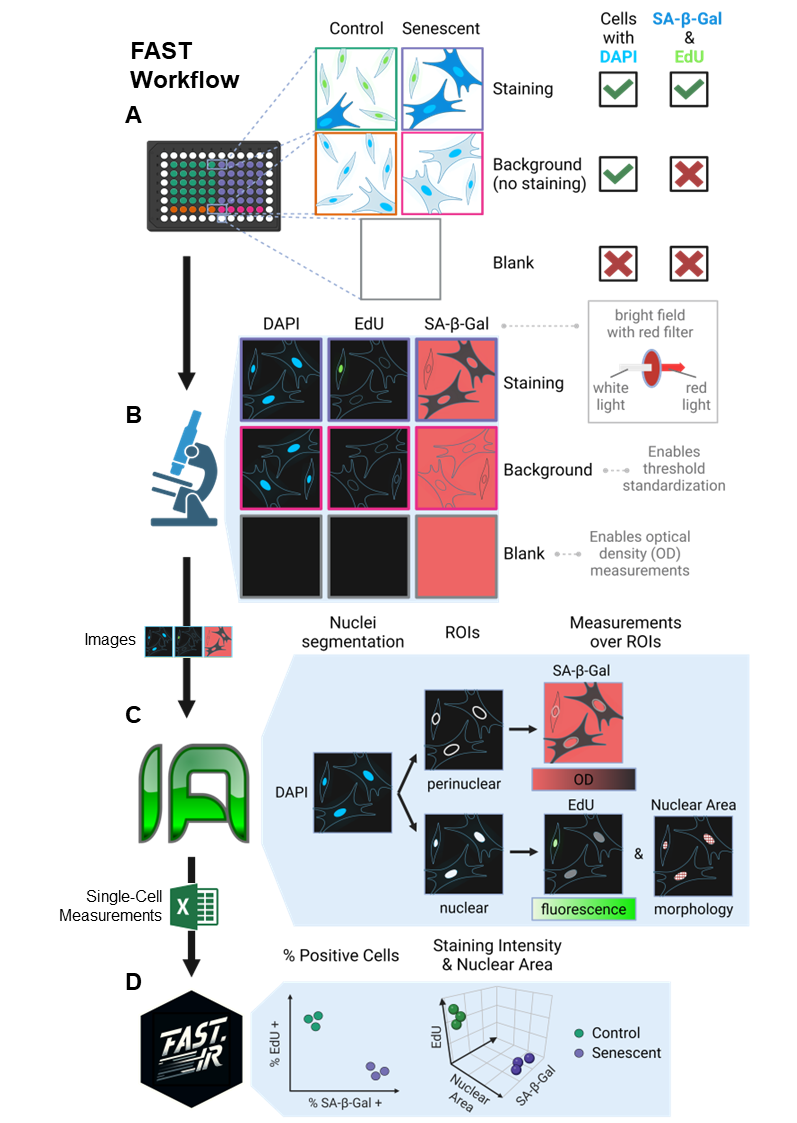 FAST
Workflow
A
Control
Senescent
Cells
with
DAPI
SA-β-Gal
&
EdU
Staining
Background
(no staining)
Blank
B
DAPI
EdU
SA-β-Gal
bright field
with red filter
white
light
red
light
Staining
Background
Enables
threshold
standardization
Blank
Enables optical
density (OD)
measurements
Images
C
Nuclei
segmentation
ROIs
Measurements
over ROIs
SA-β-Gal
OD
perinuclear
DAPI
IA
EdU
Nuclear Area
&
nuclear
fluorescence
morphology
Single-Cell
Measurements
X
D
% Positive Cells
Staining Intensity
& Nuclear Area
FAST.
IR
% EdU +
% SA-β-Gal +
EdU
Nuclear
Area
SA-β-Gal
Control
Senescent